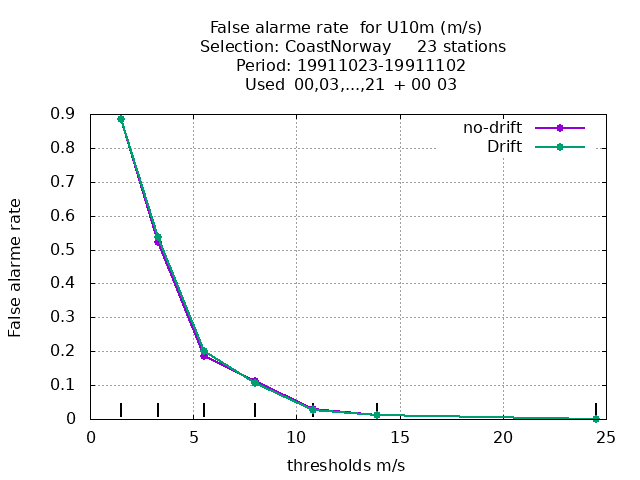 False alarme rate  for U10m (m/s)
Selection: CoastNorway     23 stations
Period: 19911023-19911102
Used  00,03,...,21  + 00 03
no-drift
Drift
False alarme rate
0.9
0.8
0.7
0.6
0.5
0.4
0.3
0.2
0.1
0
0 5 10 15 20 25
thresholds m/s